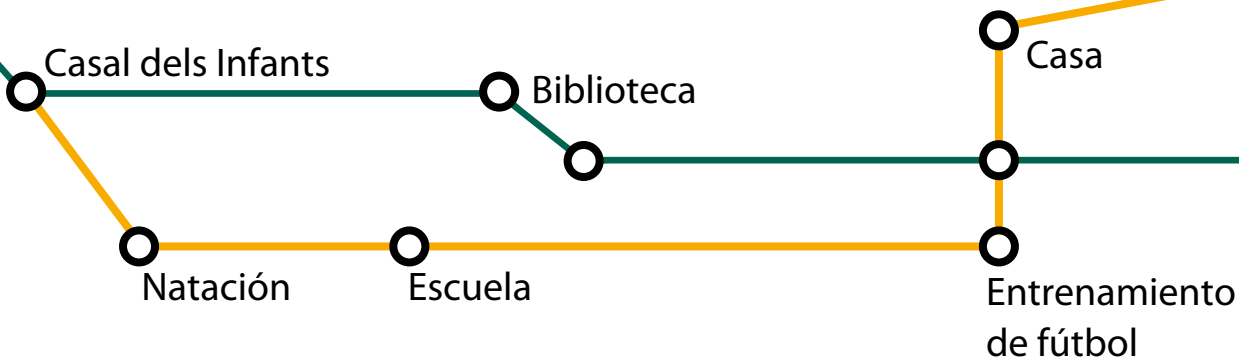 Casal dels Infants
Biblioteca
Casa
Natación
Escuela
Entrenamiento
de fútbol